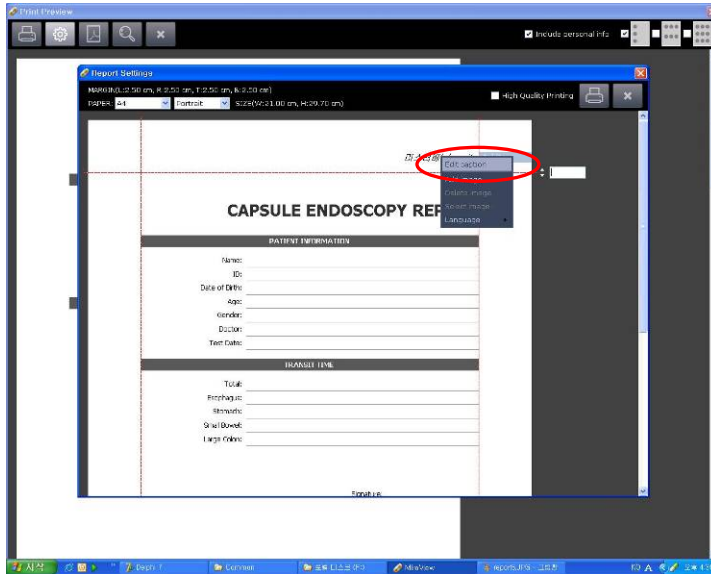 Print Preview
Include personal info
Report Settings
MARGIN(L:2.50 cm, R:2.50 cm, T:2.50 cm, B:2.50 cm)
PAPER: A4 Portrait SIZE(W:21.00 cm, H:29.70 cm)
High Quality Printing
Edit caption
Delete image
Select image
Language
CAPSULE ENDOSCOPY REP
PATIENT INFORMATION
Name:
ID:
Date of Birth:
Age:
Gender:
Doctor:
Test Date:
TRANSIT TIME
Total:
Esophagus:
Stomach:
Small Bowel:
Large Colon:
Signature:
시작
Delphi 7
Common
MiroView